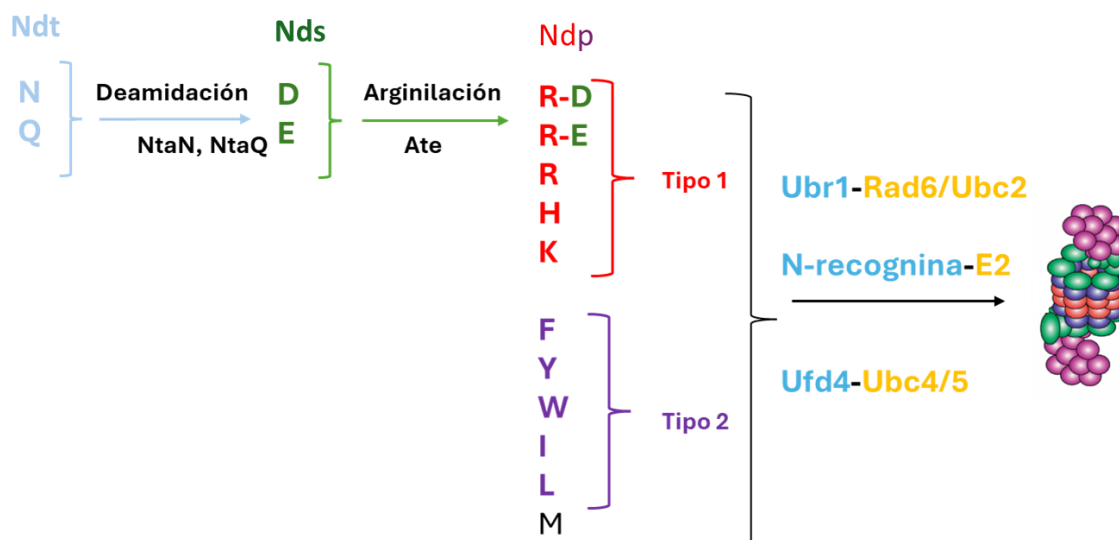 Ndt
N
Q
Deamidación
NtaN, NtaQ
Nds
D
E
Arginilación
Ate
Ndp
R-D
R-E
R
H
K
Tipo 1
F
Y
W
I
L
M
Tipo 2
Ubr1-Rad6/Ubc2
N-recognina-E2
Ufd4-Ubc4/5